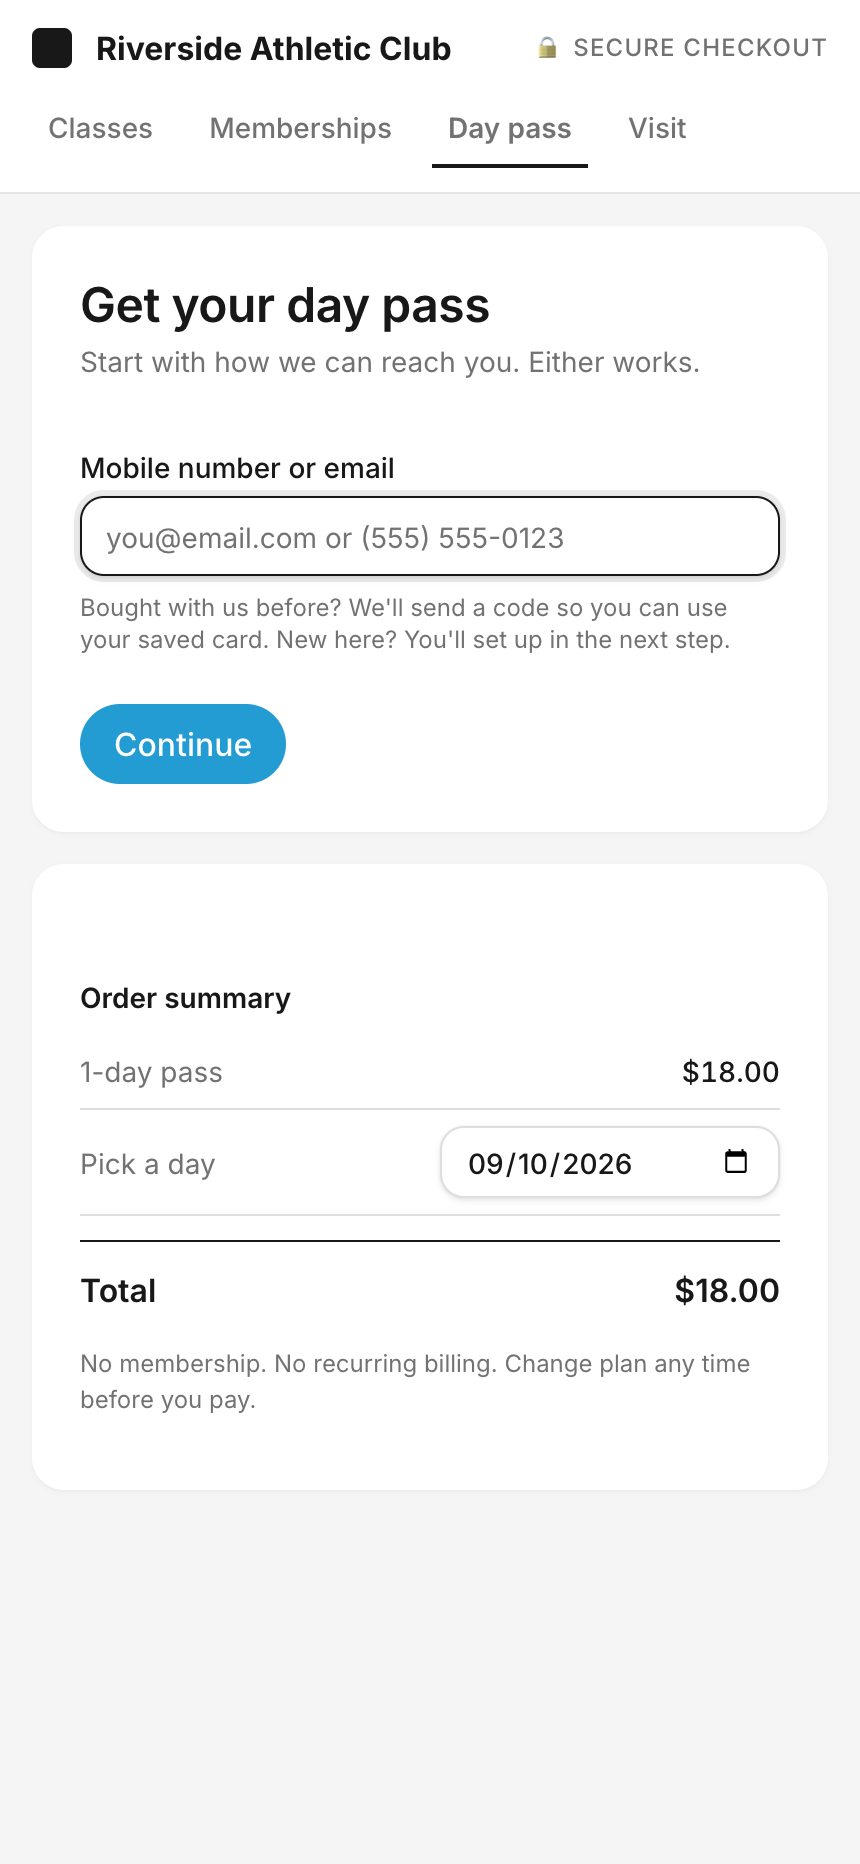 Riverside Athletic Club
SECURE CHECKOUT
Classes Memberships Day pass Visit
Get your day pass
Start with how we can reach you. Either works.
Mobile number or email
you@email.com or (555) 555-0123
Bought with us before? We'll send a code so you can use
your saved card. New here? You'll set up in the next step.
Continue
Order summary
1-day pass $18.00
Pick a day 09/10/2026
Total $18.00
No membership. No recurring billing. Change plan any time
before you pay.